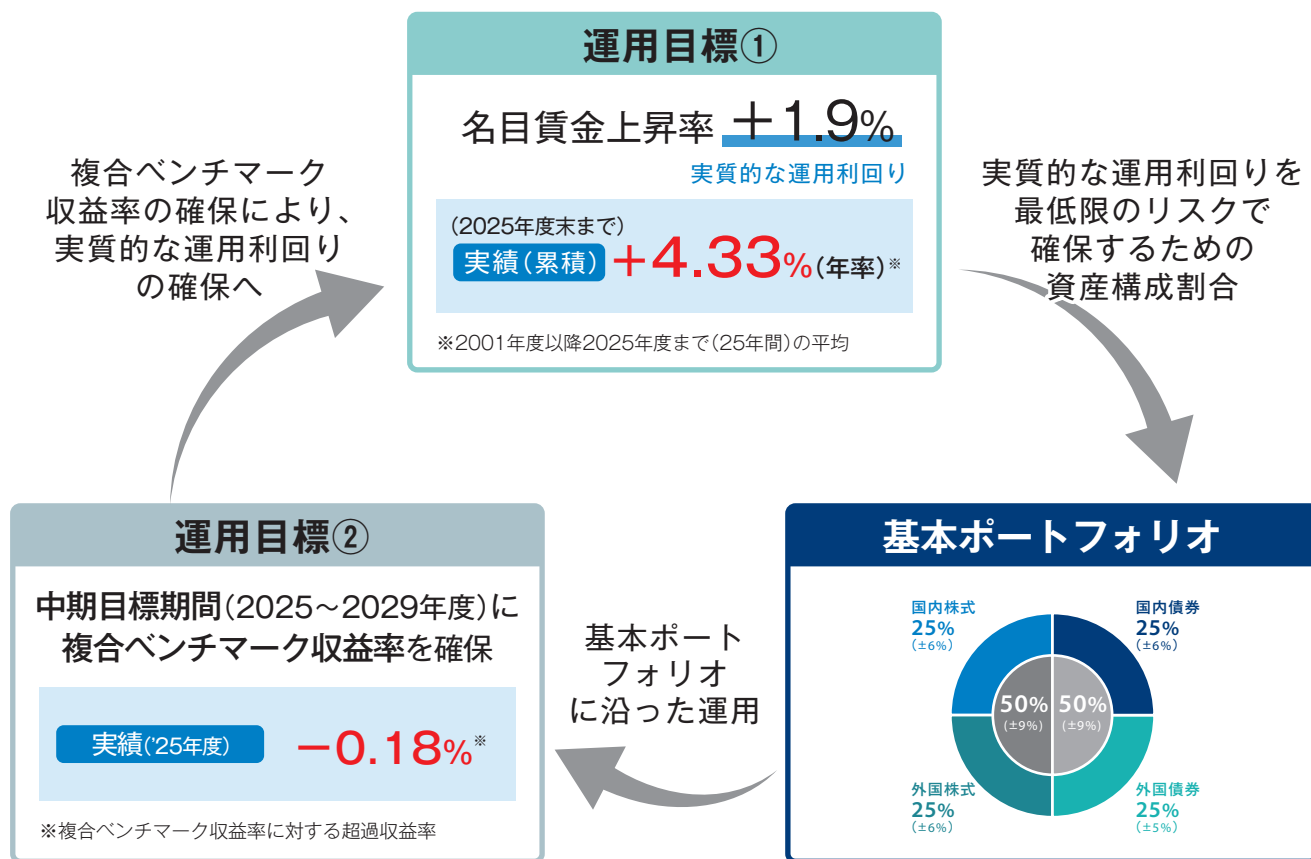 運用目標①
名目賃金上昇率 +1.9%
実質的な運用利回り
(2025年度末まで)
実績(累積) +4.33%(年率)※
※2001年度以降2025年度まで(25年間)の平均
実質的な運用利回りを
最低限のリスクで
確保するための
資産構成割合
基本ポートフォリオ
国内株式
25%
(±6%)
国内債券
25%
(±6%)
50%
(±9%)
50%
(±9%)
外国株式
25%
(±6%)
外国債券
25%
(±5%)
基本ポート
フォリオ
に沿った運用
運用目標②
中期目標期間(2025～2029年度)に
複合ベンチマーク収益率を確保
実績('25年度) −0.18%※
※複合ベンチマーク収益率に対する超過収益率
複合ベンチマーク
収益率の確保により、
実質的な運用利回り
の確保へ